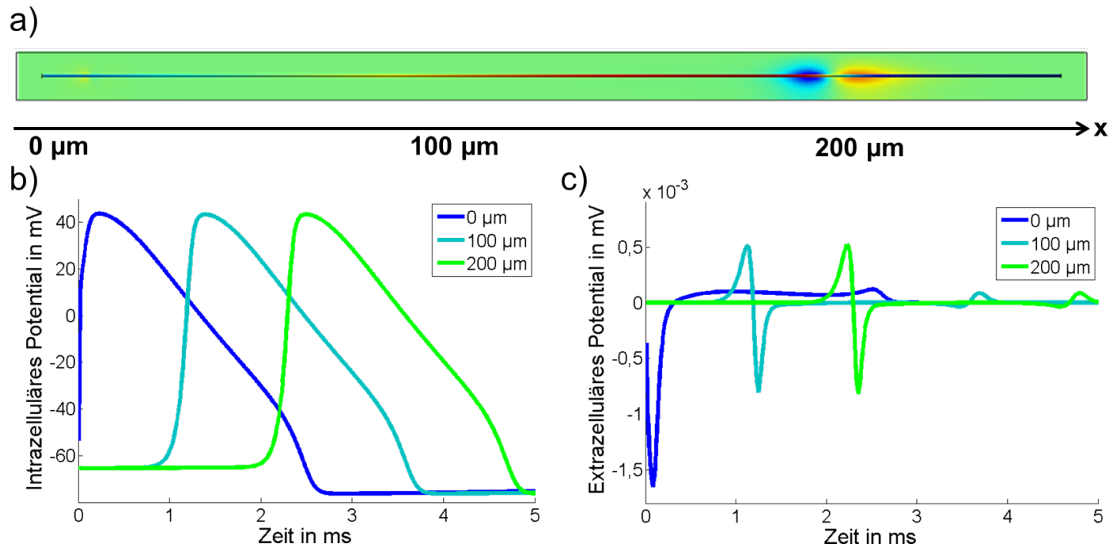 a)
x
0 µm 100 µm 200 µm
b)
Intrazelluläres Potential in mV
40
20
0
-20
-40
-60
0 1 2 3 4 5
Zeit in ms
0 µm
100 µm
200 µm
c)
x 10⁻³
Extrazelluläres Potential in mV
0,5
0
-0,5
-1
-1,5
0 1 2 3 4 5
Zeit in ms
0 µm
100 µm
200 µm